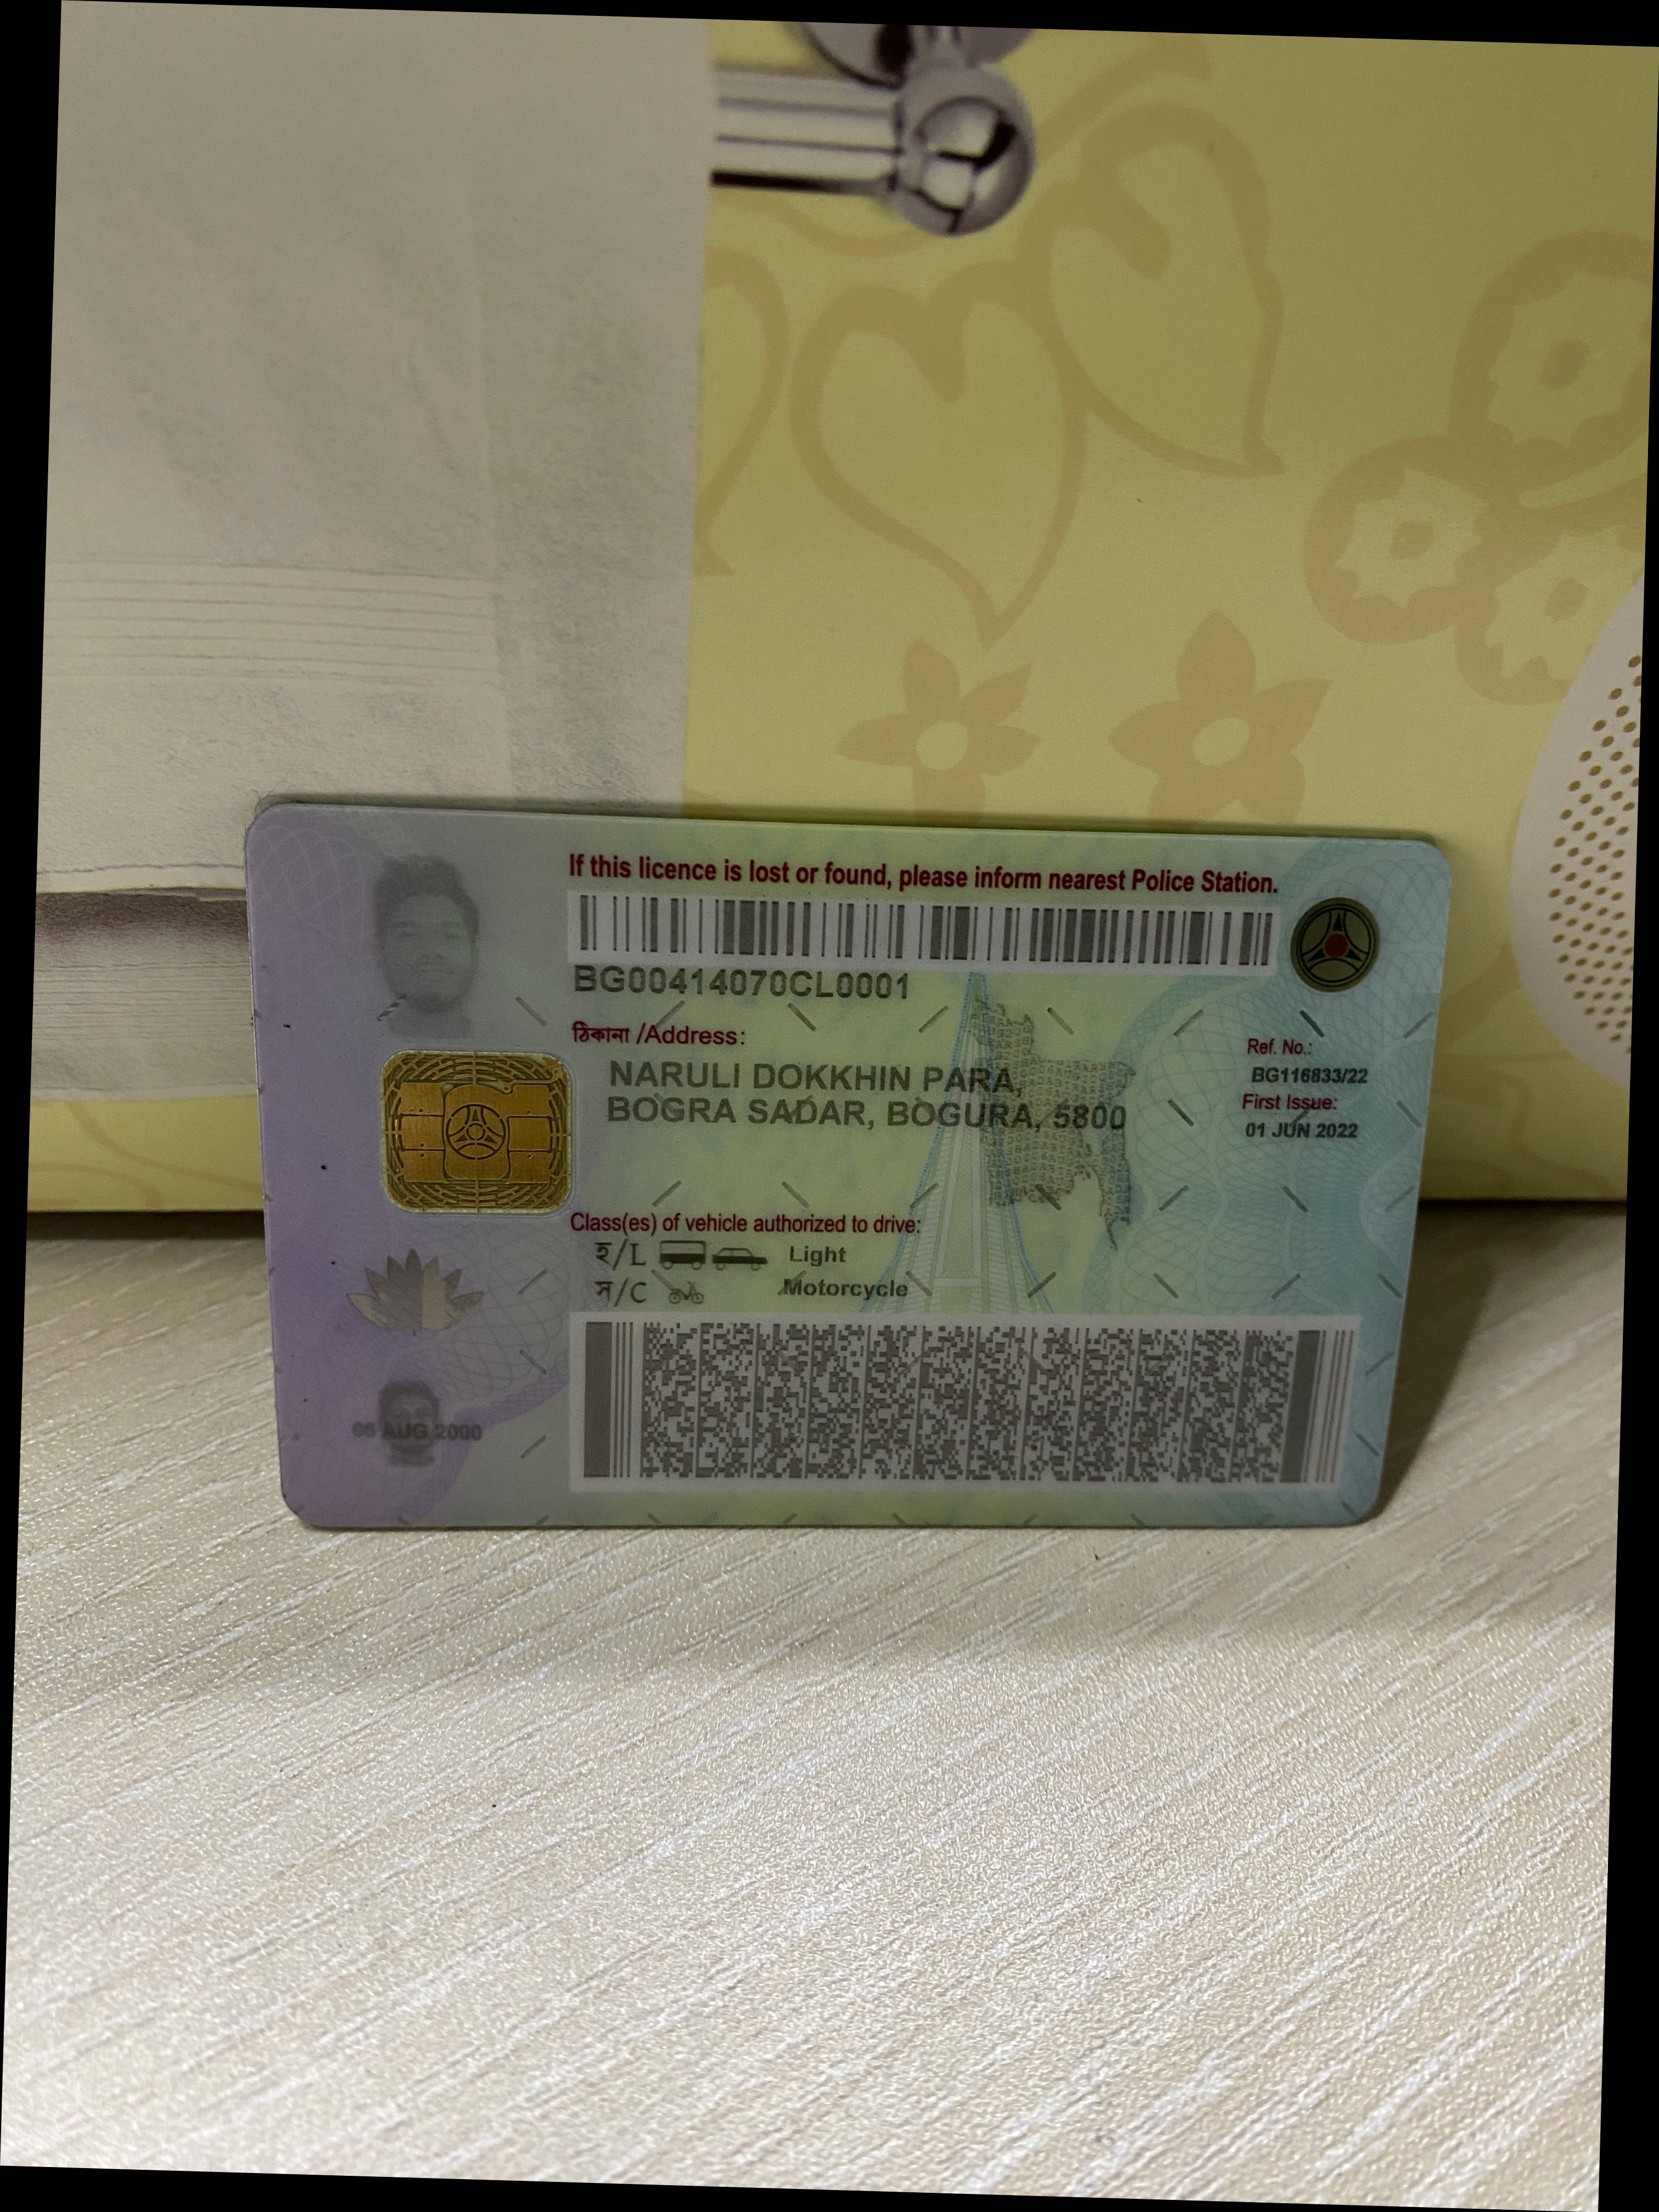 If this licence is lost or found, please inform nearest Police Station.
BG00414070CL0001
ঠিকানা /Address:
NARULI DOKKHIN PARA,
BOGRA SADAR, BOGURA, 5800
Ref. No.:
BG116833/22
First Issue:
01 JUN 2022
Class(es) of vehicle authorized to drive:
হ/L Light
স/C Motorcycle
AUG 2000